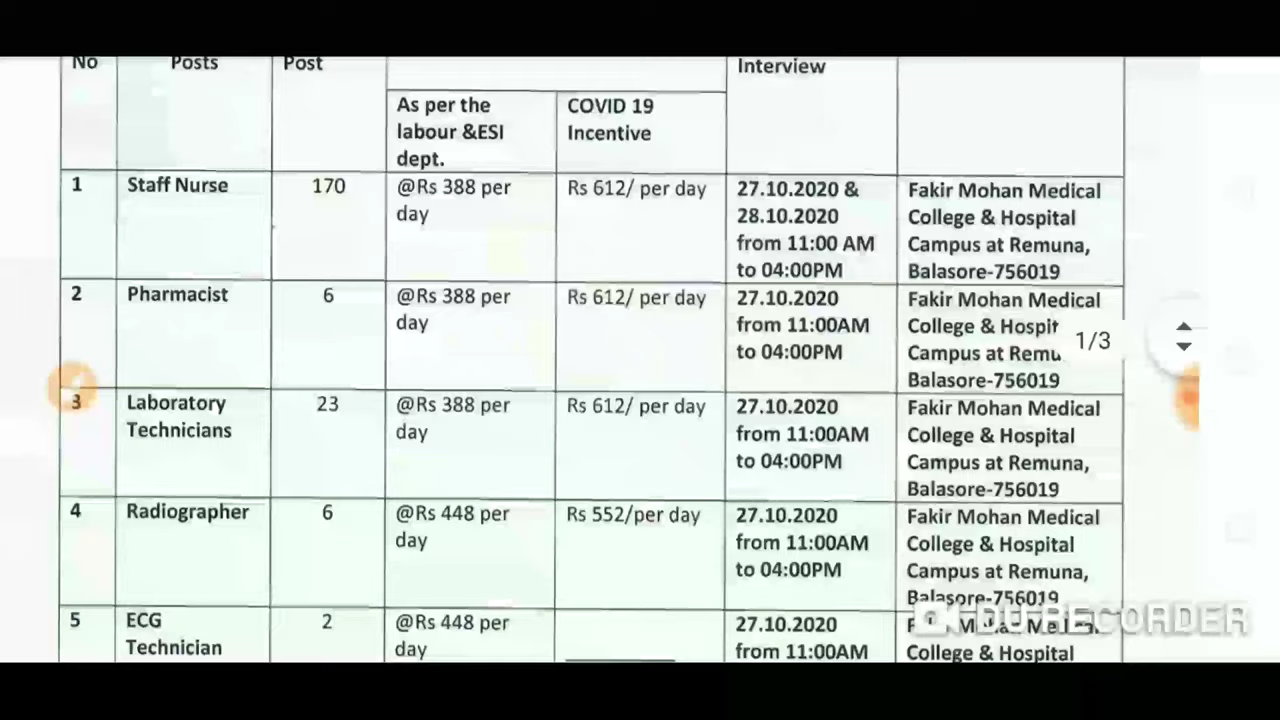 No
Posts
Post
Interview
As per the
labour &ESI
dept.
COVID 19
Incentive
1
Staff Nurse
170
@Rs 388 per
day
Rs 612/ per day
27.10.2020 &
28.10.2020
from 11:00 AM
to 04:00PM
Fakir Mohan Medical
College & Hospital
Campus at Remuna,
Balasore-756019
2
Pharmacist
6
@Rs 388 per
day
Rs 612/ per day
27.10.2020
from 11:00AM
to 04:00PM
Fakir Mohan Medical
College & Hospit
Campus at Remu
Balasore-756019
1/3
3
Laboratory
Technicians
23
@Rs 388 per
day
Rs 612/ per day
27.10.2020
from 11:00AM
to 04:00PM
Fakir Mohan Medical
College & Hospital
Campus at Remuna,
Balasore-756019
4
Radiographer
6
@Rs 448 per
day
Rs 552/per day
27.10.2020
from 11:00AM
to 04:00PM
Fakir Mohan Medical
College & Hospital
Campus at Remuna,
Balasore-756019
5
ECG
Technician
2
@Rs 448 per
day
27.10.2020
from 11:00AM
Mohan Medical
College & Hospital
DU RECORDER